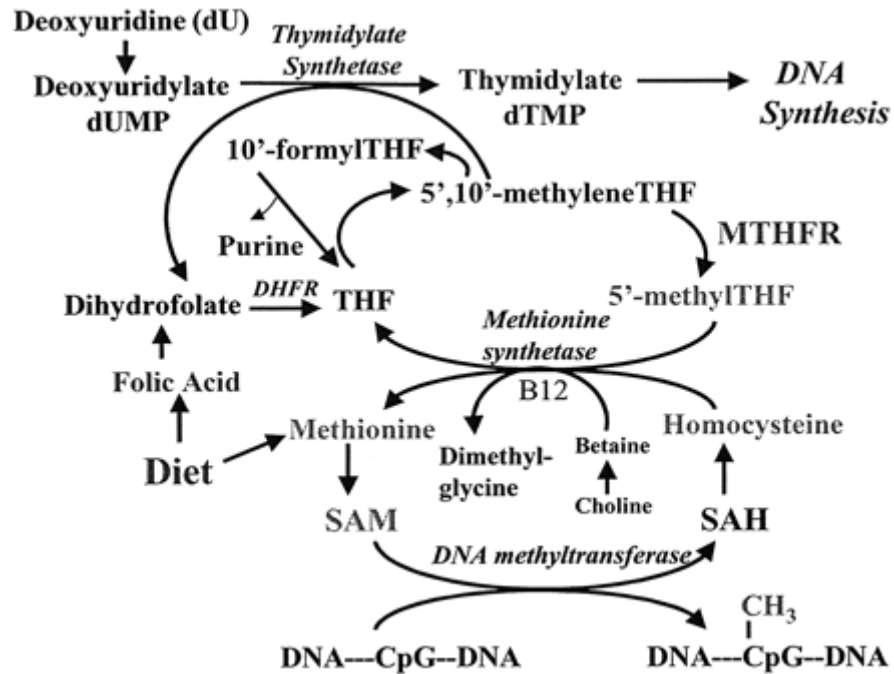 Deoxyuridine (dU)
Thymidylate
Synthetase
Deoxyuridylate
dUMP
Thymidylate
dTMP
DNA
Synthesis
10'-formylTHF
5',10'-methyleneTHF
Purine
MTHFR
Dihydrofolate
DHFR
THF
5'-methylTHF
Methionine
synthetase
B12
Folic Acid
Methionine
Homocysteine
Diet
Dimethyl-
glycine
Betaine
Choline
SAM
SAH
DNA methyltransferase
CH3
DNA---CpG--DNA
DNA---CpG--DNA